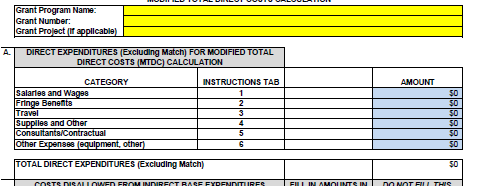 MODIFIED TOTAL DIRECT COSTS CALCULATION
Grant Program Name:
Grant Number:
Grant Project (if applicable)
A. DIRECT EXPENDITURES (Excluding Match) FOR MODIFIED TOTAL
DIRECT COSTS (MTDC) CALCULATION
CATEGORY INSTRUCTIONS TAB AMOUNT
Salaries and Wages 1 $0
Fringe Benefits 2 $0
Travel 3 $0
Supplies and Other 4 $0
Consultants/Contractual 5 $0
Other Expenses (equipment, other) 6 $0
TOTAL DIRECT EXPENDITURES (Excluding Match) $0
COSTS DISALLOWED FROM INDIRECT BASE EXPENDITURES FILL IN AMOUNTS IN DO NOT FILL THIS